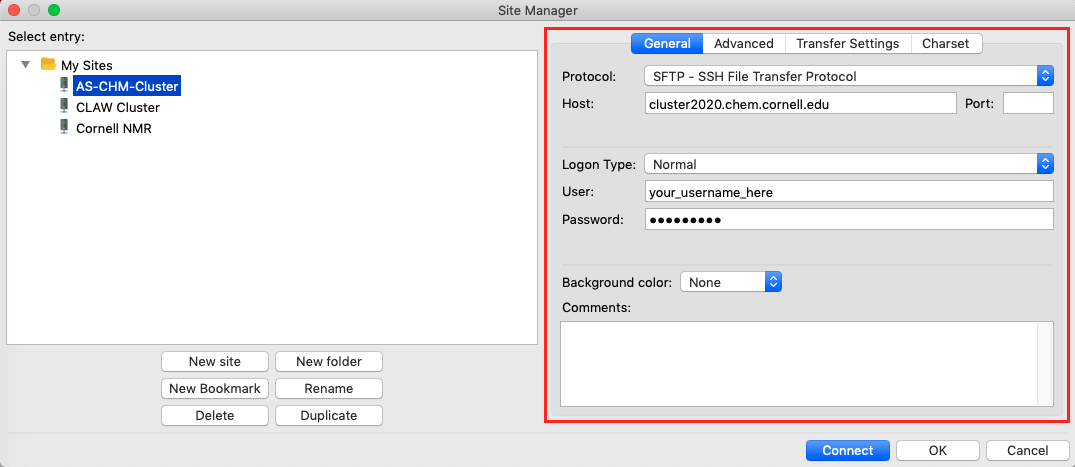 Site Manager
Select entry:
My Sites
AS-CHM-Cluster
CLAW Cluster
Cornell NMR
New site New folder
New Bookmark Rename
Delete Duplicate
General Advanced Transfer Settings Charset
Protocol: SFTP - SSH File Transfer Protocol
Host: cluster2020.chem.cornell.edu Port:
Logon Type: Normal
User: your_username_here
Password: ●●●●●●●●●
Background color: None
Comments:
Connect OK Cancel